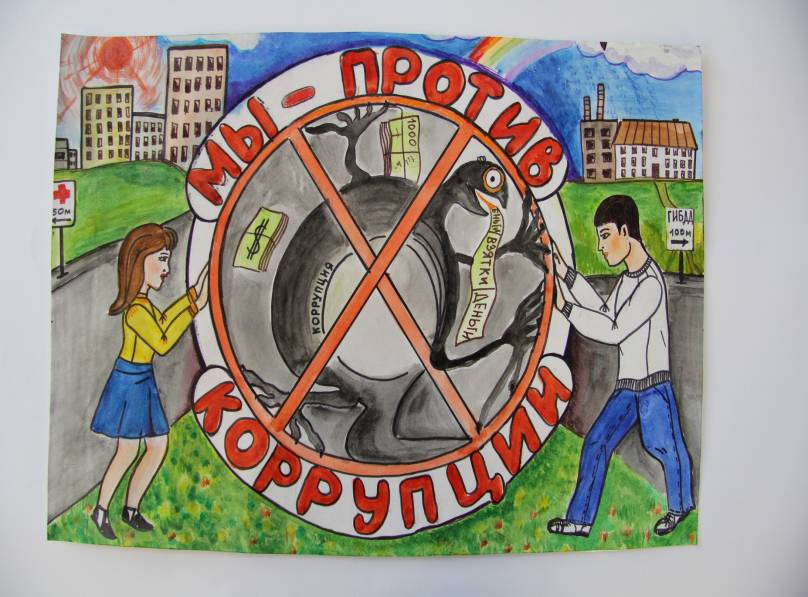 МЫ - ПРОТИВ
КОРРУПЦИИ
1000
$
КОРРУПЦИЯ
ВЗЯТКИ ДЕНЬГИ
50М
ГИБДД
100М